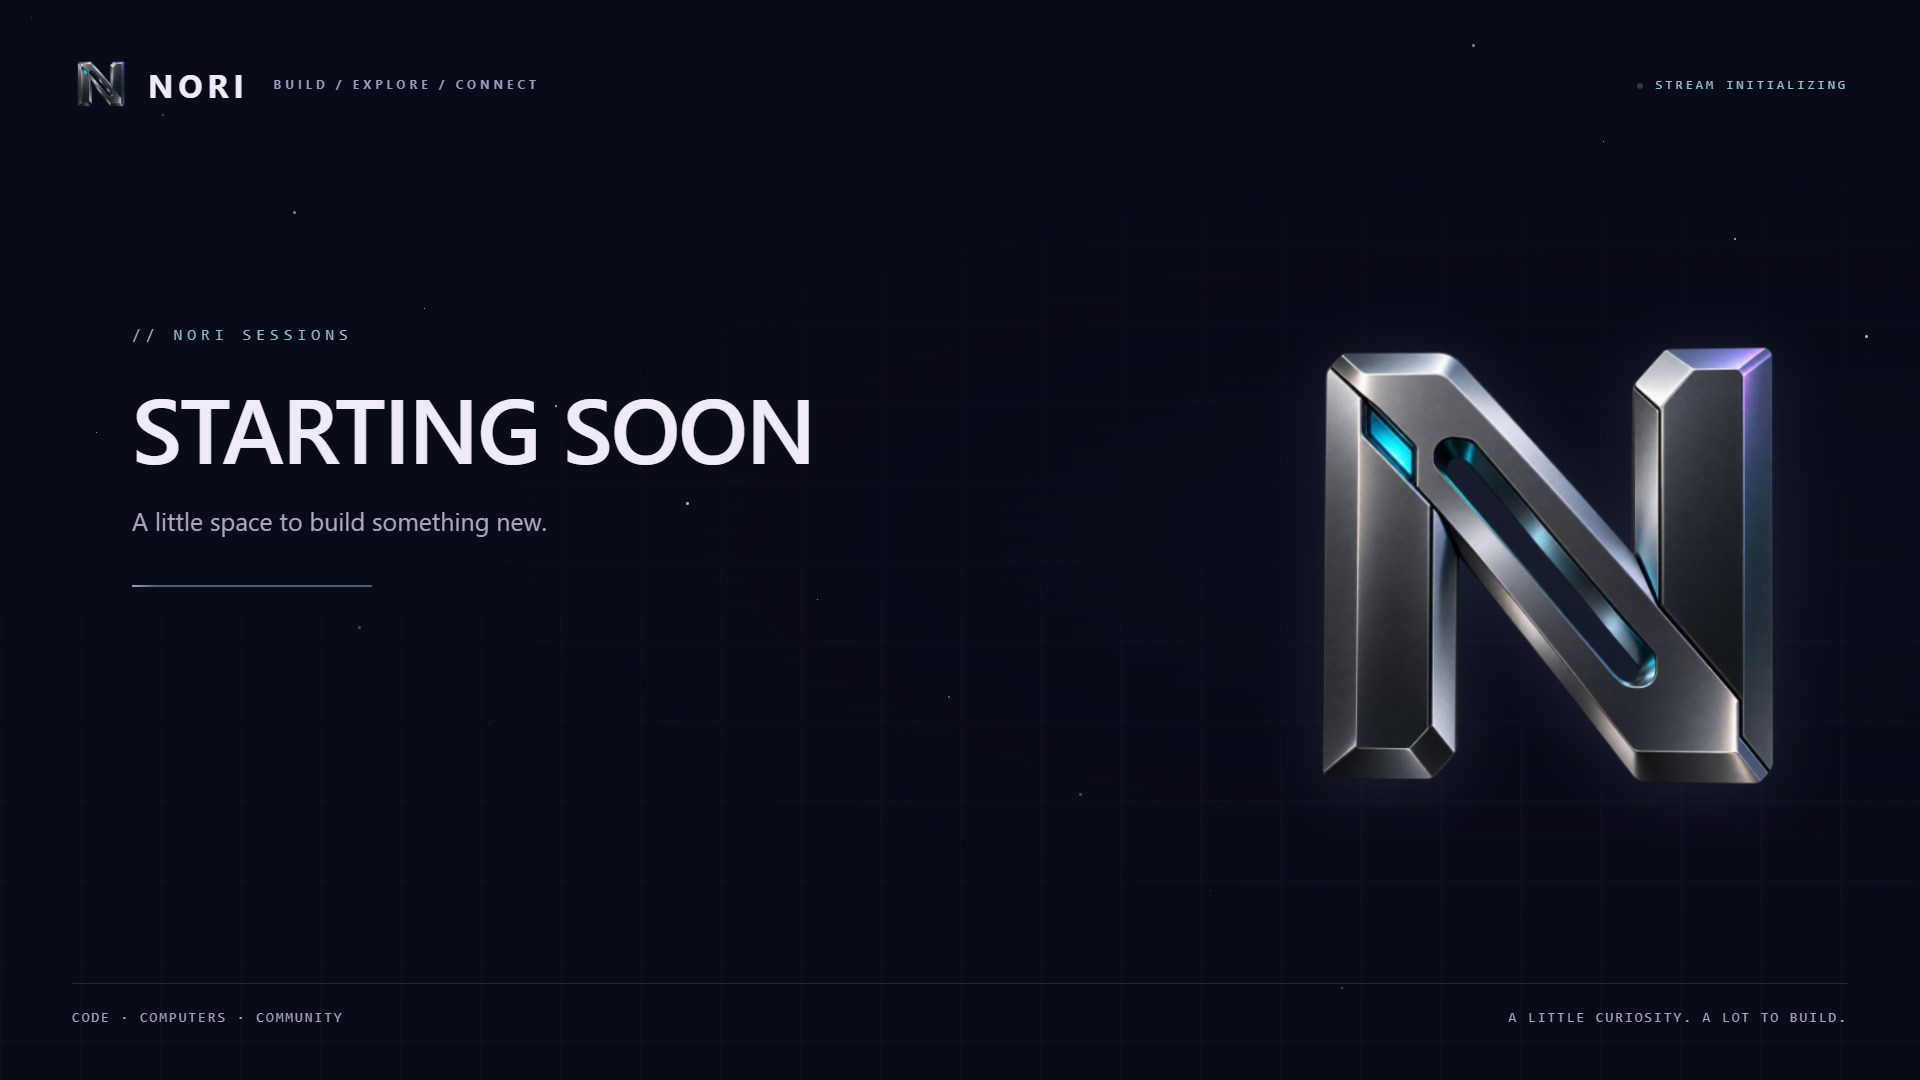 NORI
BUILD / EXPLORE / CONNECT
STREAM INITIALIZING
// NORI SESSIONS
STARTING SOON
A little space to build something new.
CODE · COMPUTERS · COMMUNITY
A LITTLE CURIOSITY. A LOT TO BUILD.